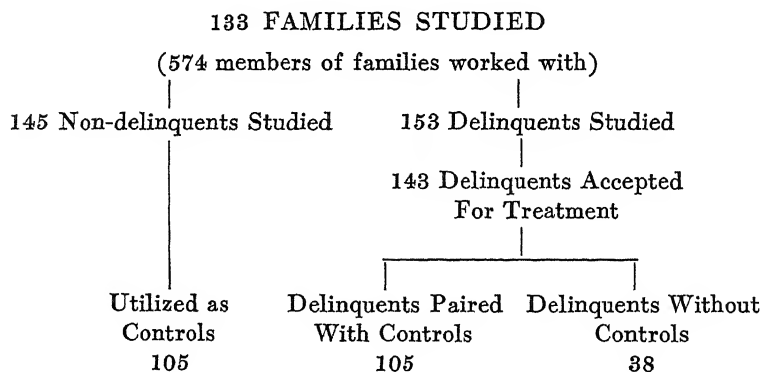 133 FAMILIES STUDIED
(574 members of families worked with)
145 Non-delinquents Studied
153 Delinquents Studied
143 Delinquents Accepted
For Treatment
Utilized as
Controls
105
Delinquents Paired
With Controls
105
Delinquents Without
Controls
38